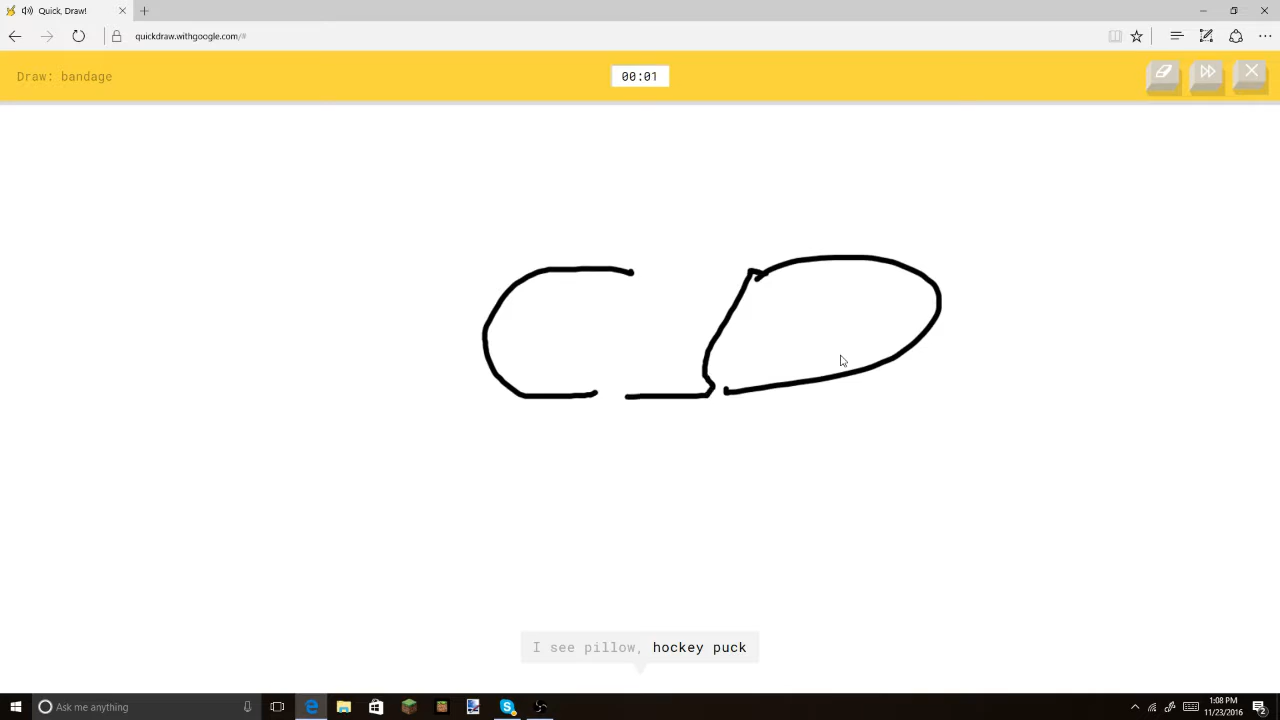 Quick, Draw!
quickdraw.withgoogle.com/#
Draw: bandage
00:01
I see pillow, hockey puck
Ask me anything
1:08 PM
11/23/2016
2